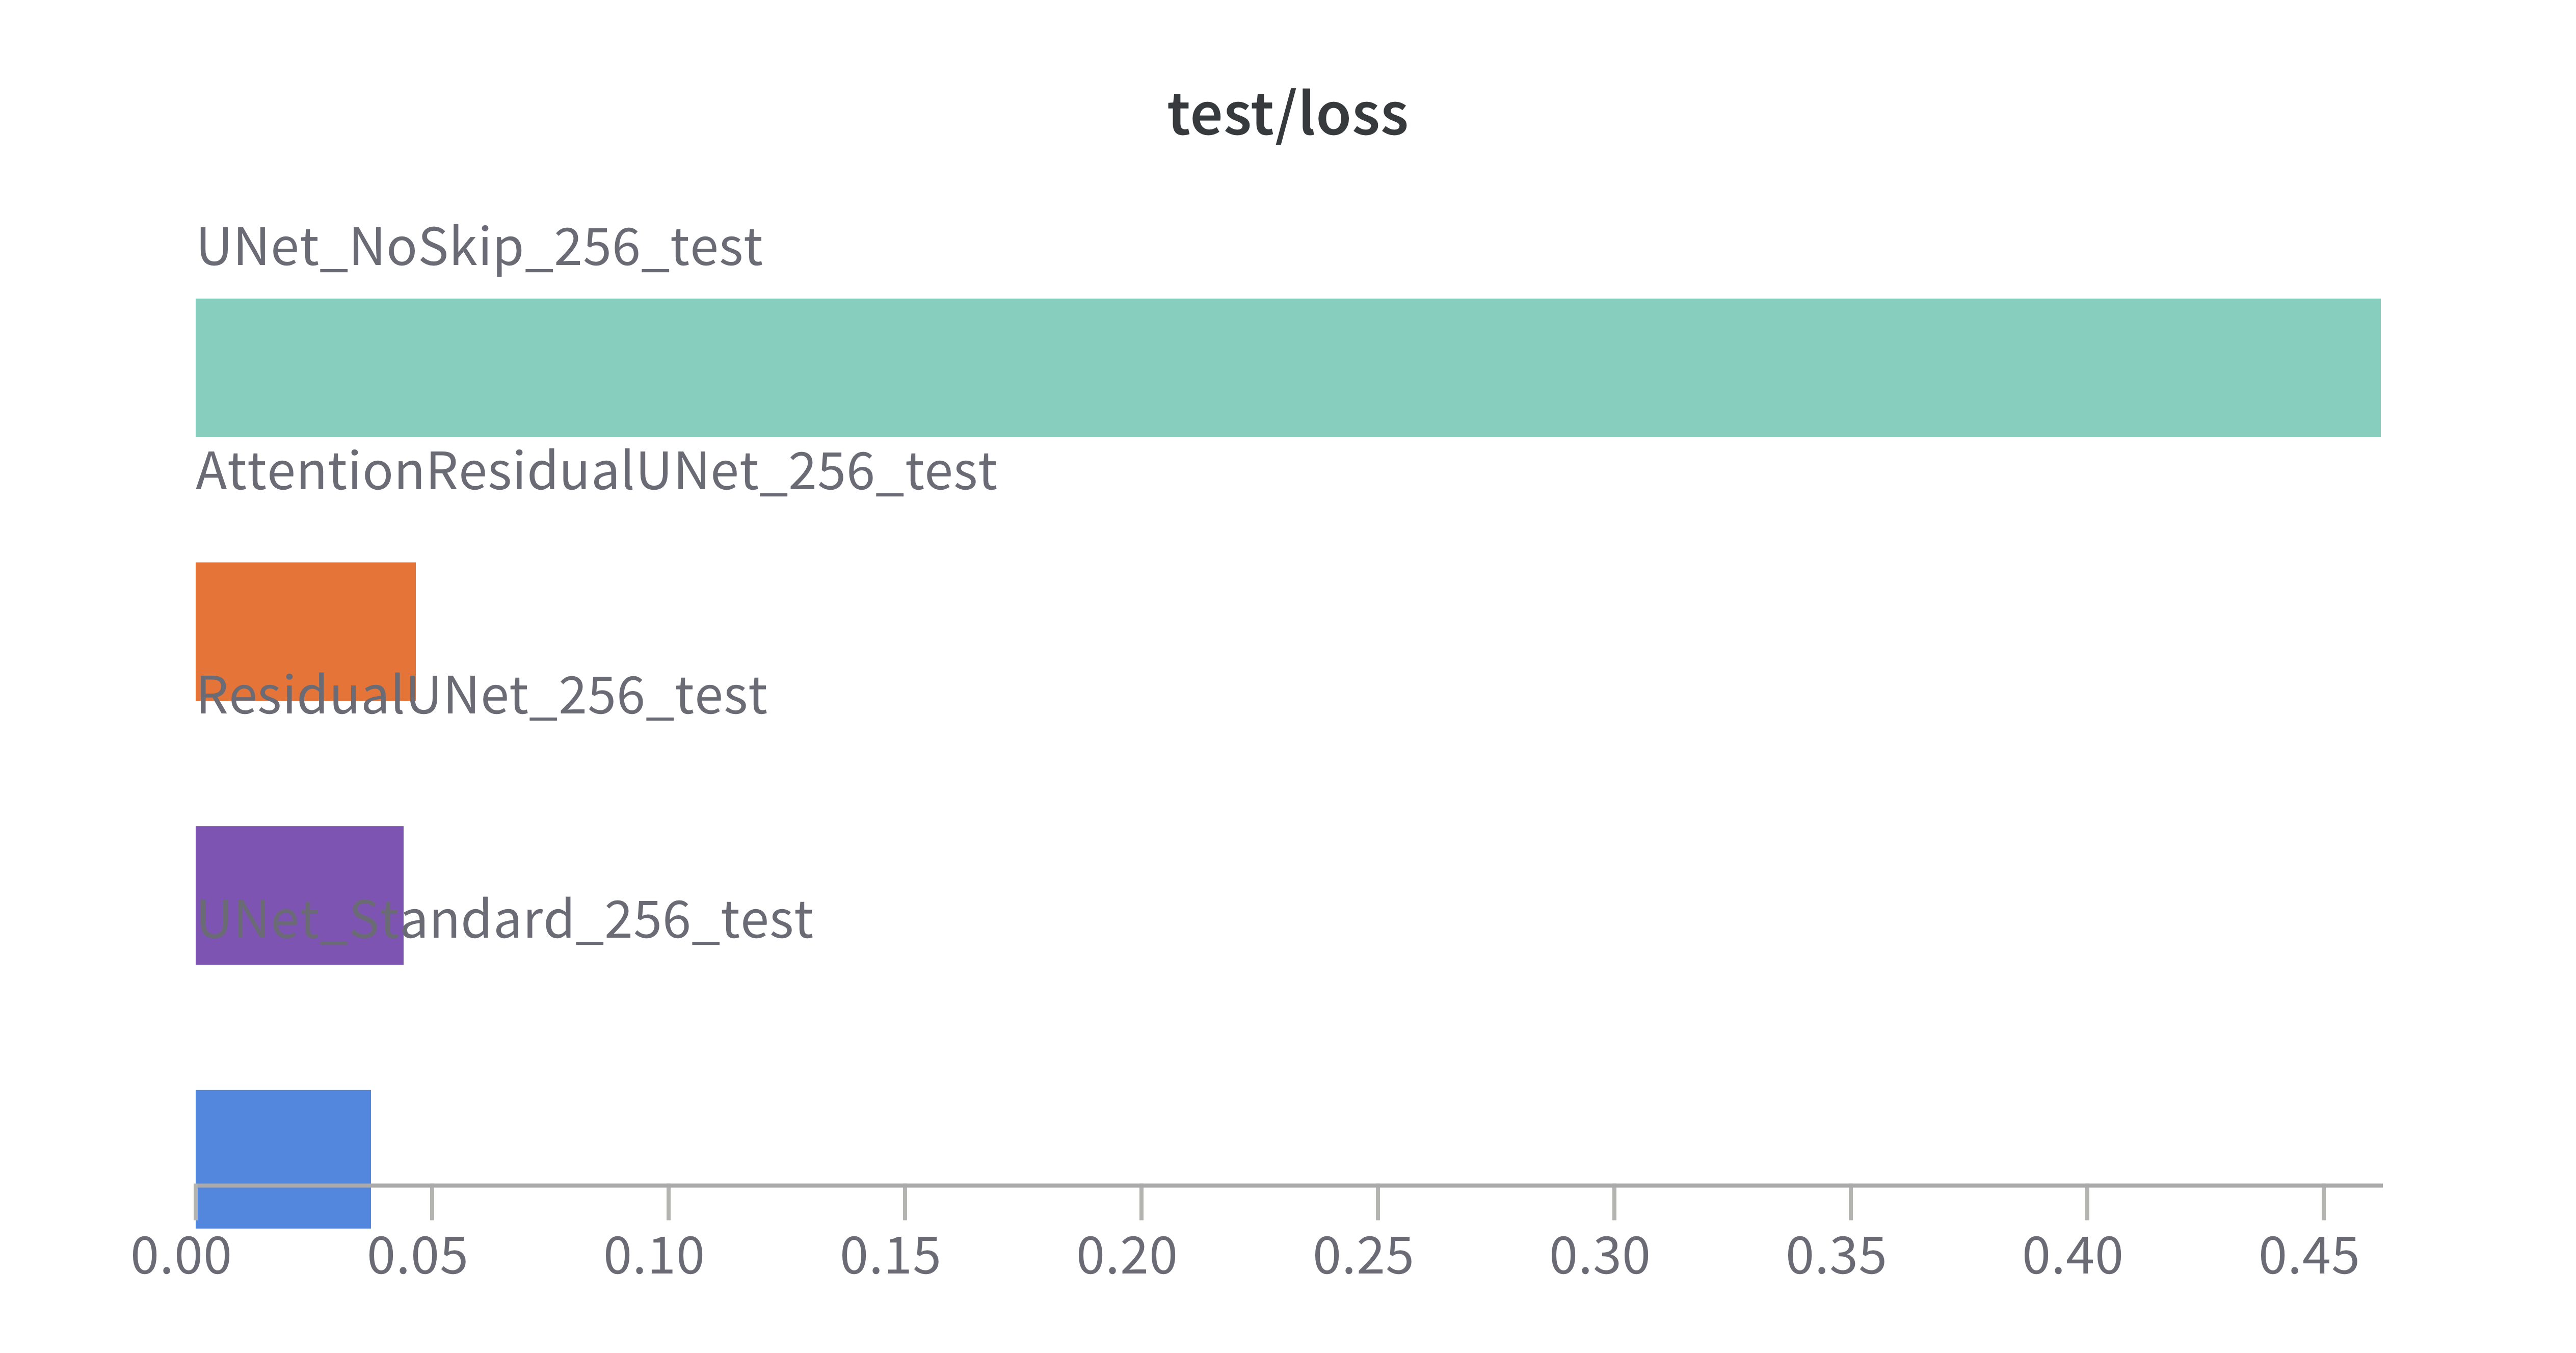 test/loss
UNet_NoSkip_256_test
AttentionResidualUNet_256_test
ResidualUNet_256_test
UNet_Standard_256_test
0.00 0.05 0.10 0.15 0.20 0.25 0.30 0.35 0.40 0.45